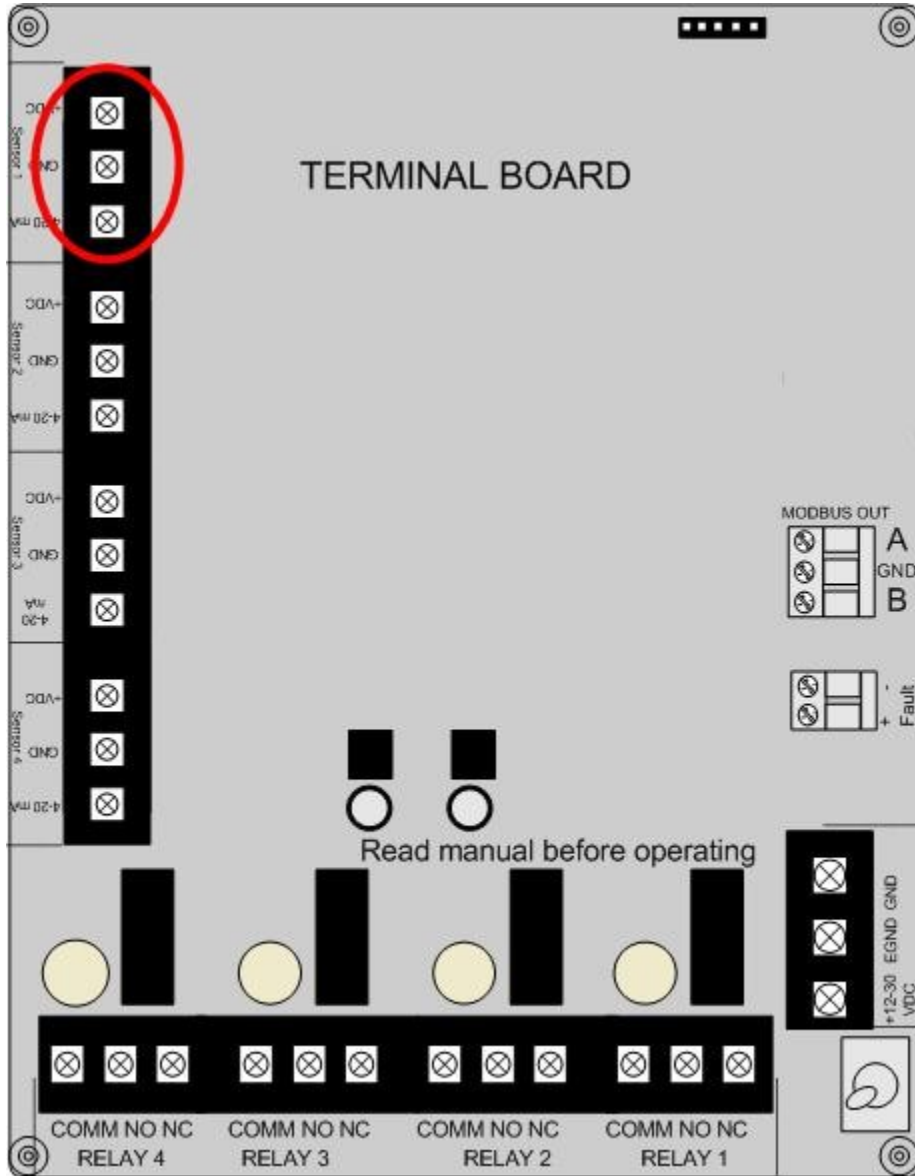 TERMINAL BOARD
+VDC
GND
4-20 mA
Sensor 1
+VDC
GND
4-20 mA
Sensor 2
+VDC
GND
4-20
mA
Sensor 3
+VDC
GND
4-20 mA
Sensor 4
MODBUS OUT
A
GND
B
-
+
Fault
Read manual before operating
GND
EGND
+12-30
VDC
COMM NO NC
RELAY 4
COMM NO NC
RELAY 3
COMM NO NC
RELAY 2
COMM NO NC
RELAY 1